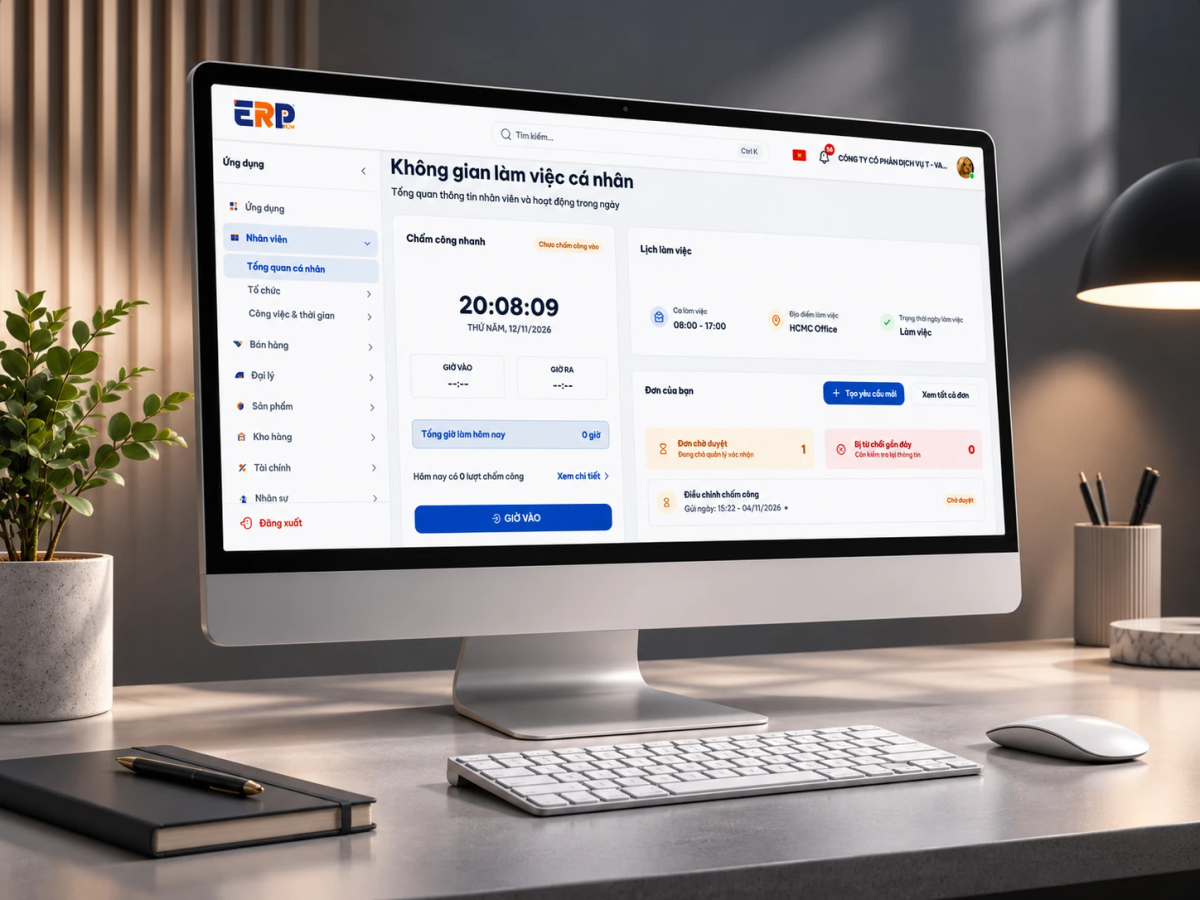 ERP
Tìm kiếm...
Ctrl K
56
CÔNG TY CỔ PHẦN DỊCH VỤ T - VA...
Ứng dụng
Ứng dụng
Nhân viên
Tổng quan cá nhân
Tổ chức
Công việc & thời gian
Bán hàng
Đại lý
Sản phẩm
Kho hàng
Tài chính
Nhân sự
Đăng xuất
Không gian làm việc cá nhân
Tổng quan thông tin nhân viên và hoạt động trong ngày
Chấm công nhanh
Chưa chấm công vào
20:08:09
THỨ NĂM, 12/11/2026
GIỜ VÀO
--:--
GIỜ RA
--:--
Tổng giờ làm hôm nay
0 giờ
Hôm nay có 0 lượt chấm công
Xem chi tiết
GIỜ VÀO
Lịch làm việc
Ca làm việc
08:00 - 17:00
Địa điểm làm việc
HCMC Office
Trạng thái ngày làm việc
Làm việc
Đơn của bạn
+ Tạo yêu cầu mới
Xem tất cả đơn
Đơn chờ duyệt
Đang chờ quản lý xác nhận
1
Bị từ chối gần đây
Cần kiểm tra lại thông tin
0
Điều chỉnh chấm công
Gửi ngày: 15:22 - 04/11/2026 •
Chờ duyệt